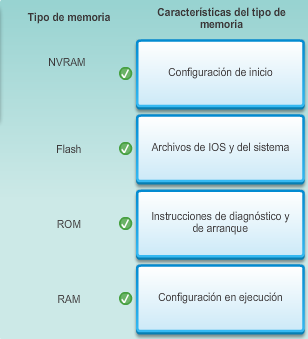 Tipo de memoria
Características del tipo de
memoria
NVRAM
Configuración de inicio
Flash
Archivos de IOS y del sistema
ROM
Instrucciones de diagnóstico y
de arranque
RAM
Configuración en ejecución